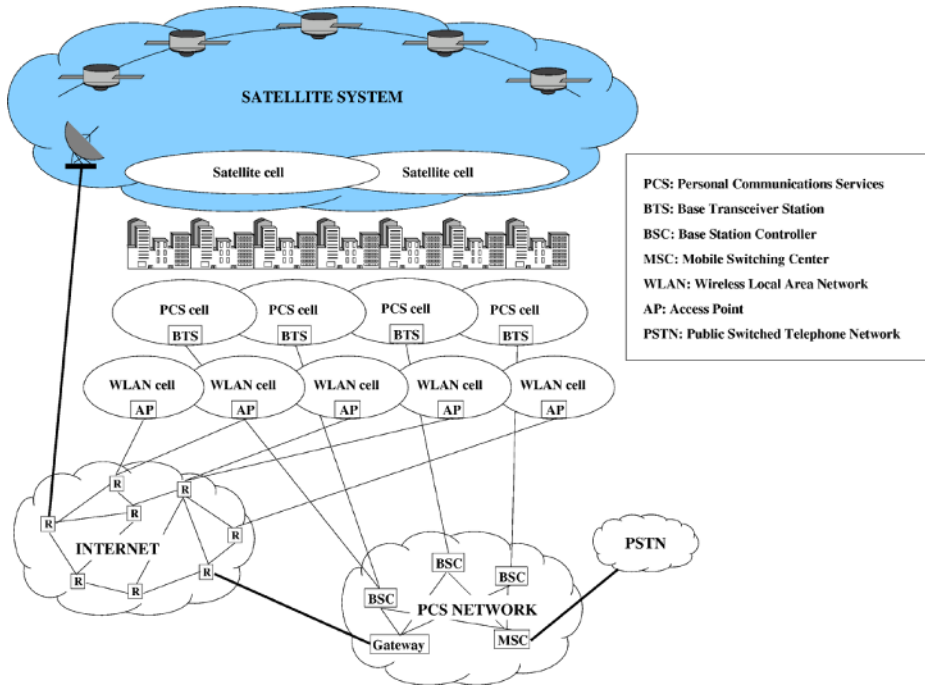 SATELLITE SYSTEM
Satellite cell
Satellite cell
PCS: Personal Communications Services
BTS: Base Transceiver Station
BSC: Base Station Controller
MSC: Mobile Switching Center
WLAN: Wireless Local Area Network
AP: Access Point
PSTN: Public Switched Telephone Network
PCS cell
PCS cell
PCS cell
PCS cell
BTS
BTS
BTS
BTS
WLAN cell
WLAN cell
WLAN cell
WLAN cell
WLAN cell
AP
AP
AP
AP
AP
R
R
R
R
R
INTERNET
R
R
R
PSTN
BSC
BSC
BSC
PCS NETWORK
Gateway
MSC